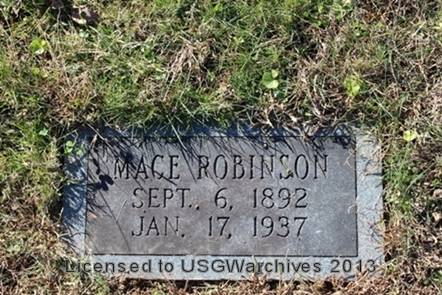 MACE ROBINSON
SEPT. 6, 1892
JAN. 17, 1937
Licensed to USGWarchives 2013